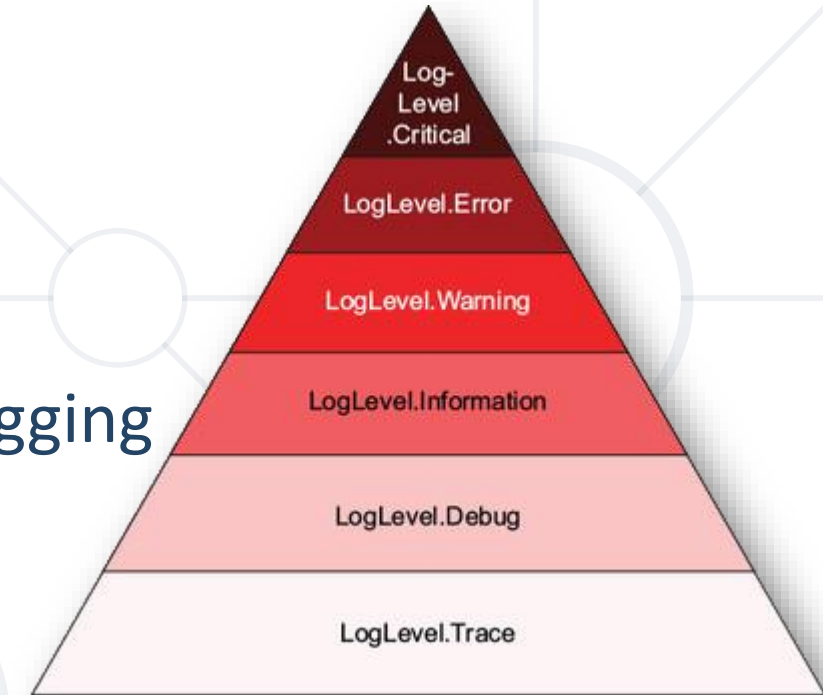 Log-
Level
.Critical
LogLevel.Error
LogLevel.Warning
LogLevel.Information
gging
LogLevel.Debug
LogLevel.Trace